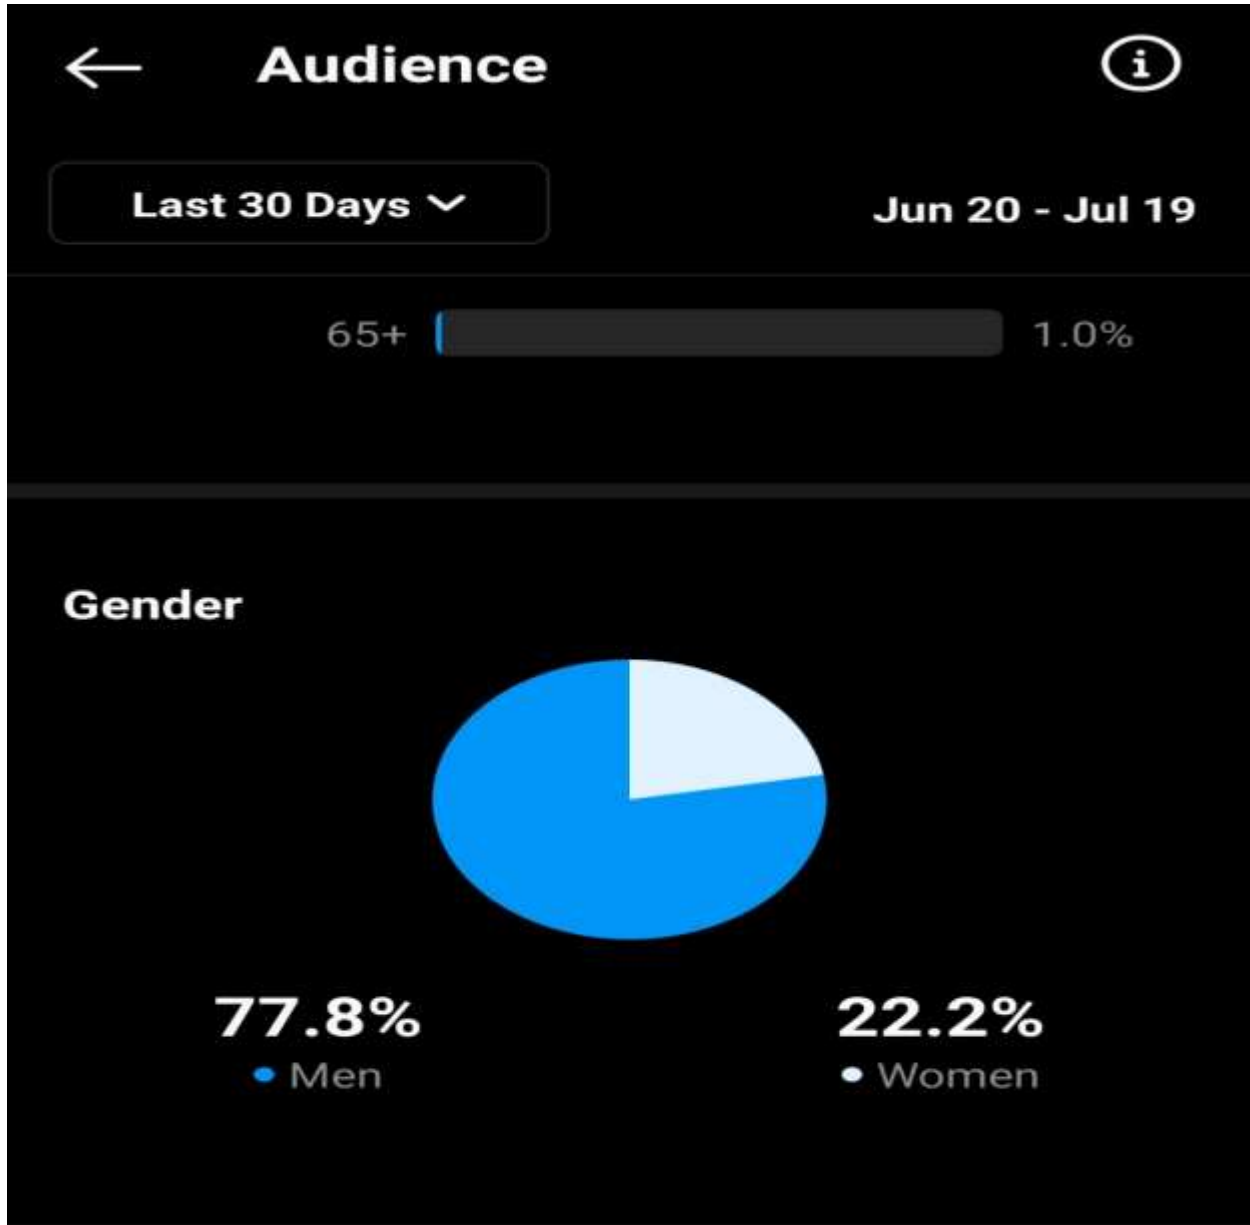 Audience
Last 30 Days
Jun 20 - Jul 19
65+ 1.0%
Gender
77.8% 22.2%
Men Women